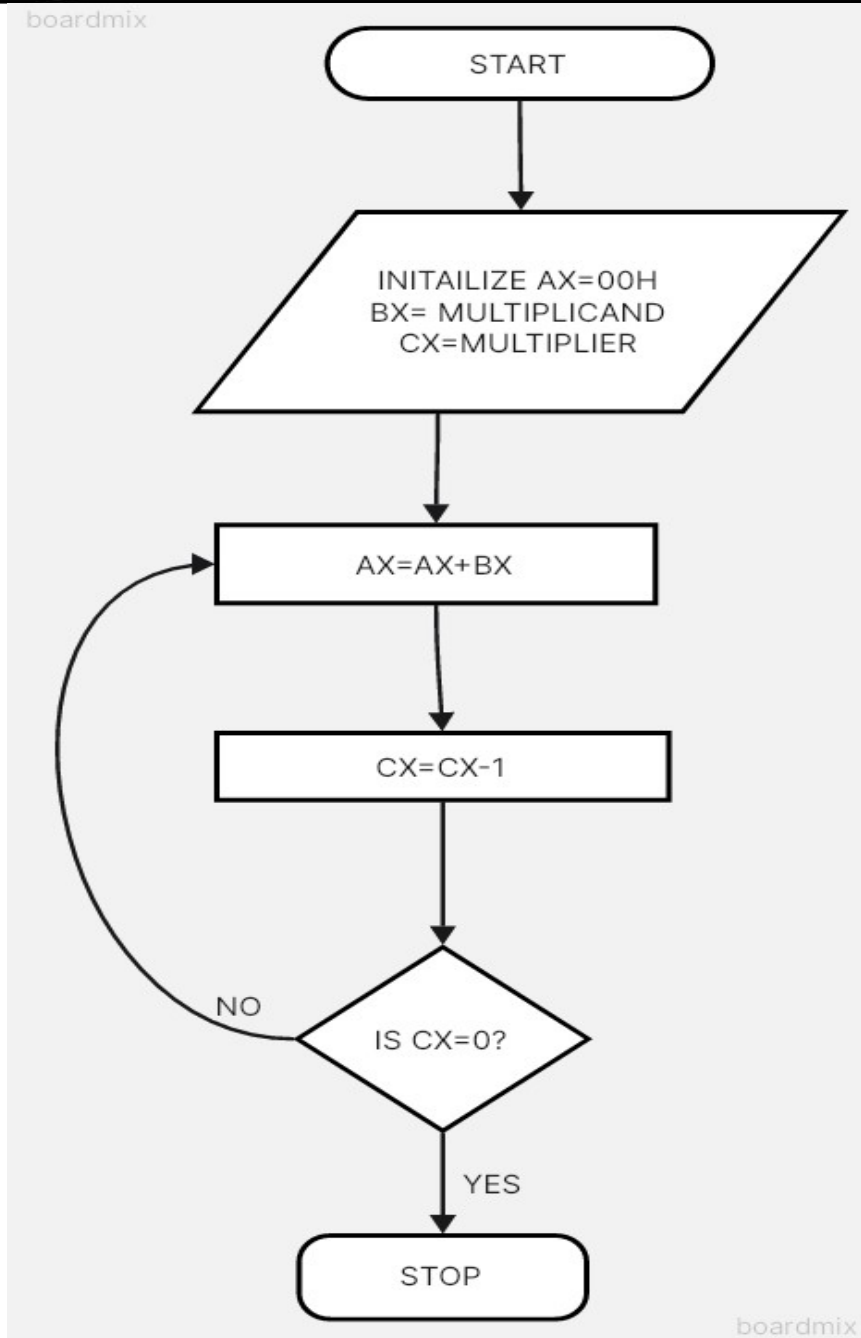 boardmix
START
INITAILIZE AX=00H
BX= MULTIPLICAND
CX=MULTIPLIER
AX=AX+BX
CX=CX-1
NO
IS CX=0?
YES
STOP
boardmix